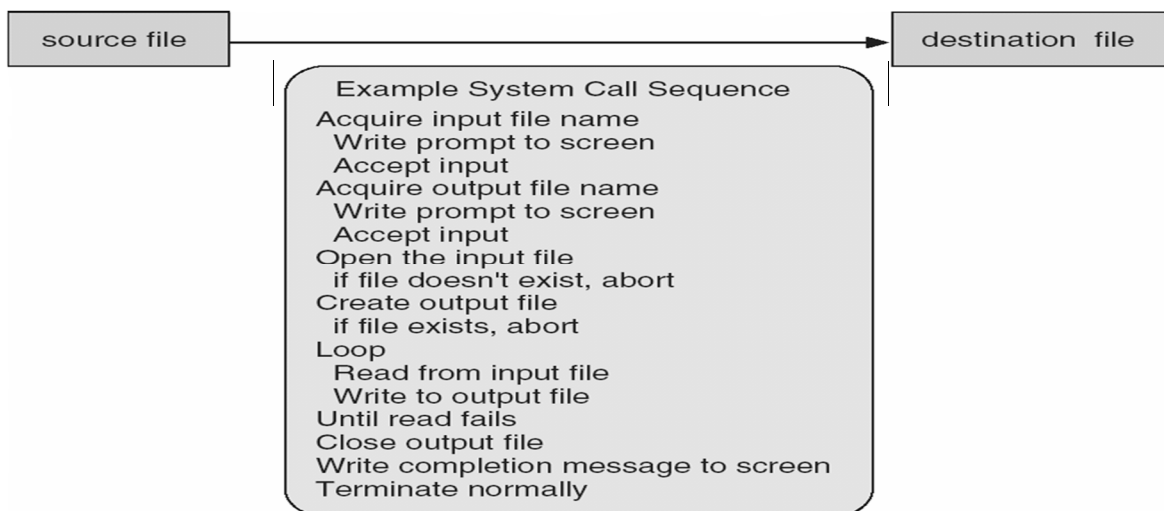 source file
destination file
Example System Call Sequence
Acquire input file name
Write prompt to screen
Accept input
Acquire output file name
Write prompt to screen
Accept input
Open the input file
if file doesn't exist, abort
Create output file
if file exists, abort
Loop
Read from input file
Write to output file
Until read fails
Close output file
Write completion message to screen
Terminate normally